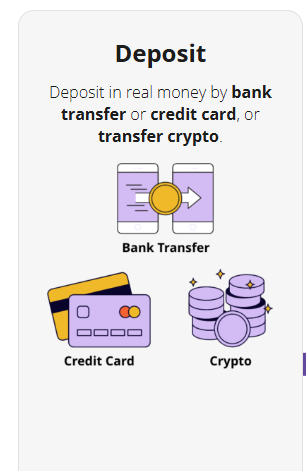 Deposit
Deposit in real money by bank
transfer or credit card, or
transfer crypto.
Bank Transfer
Credit Card
Crypto